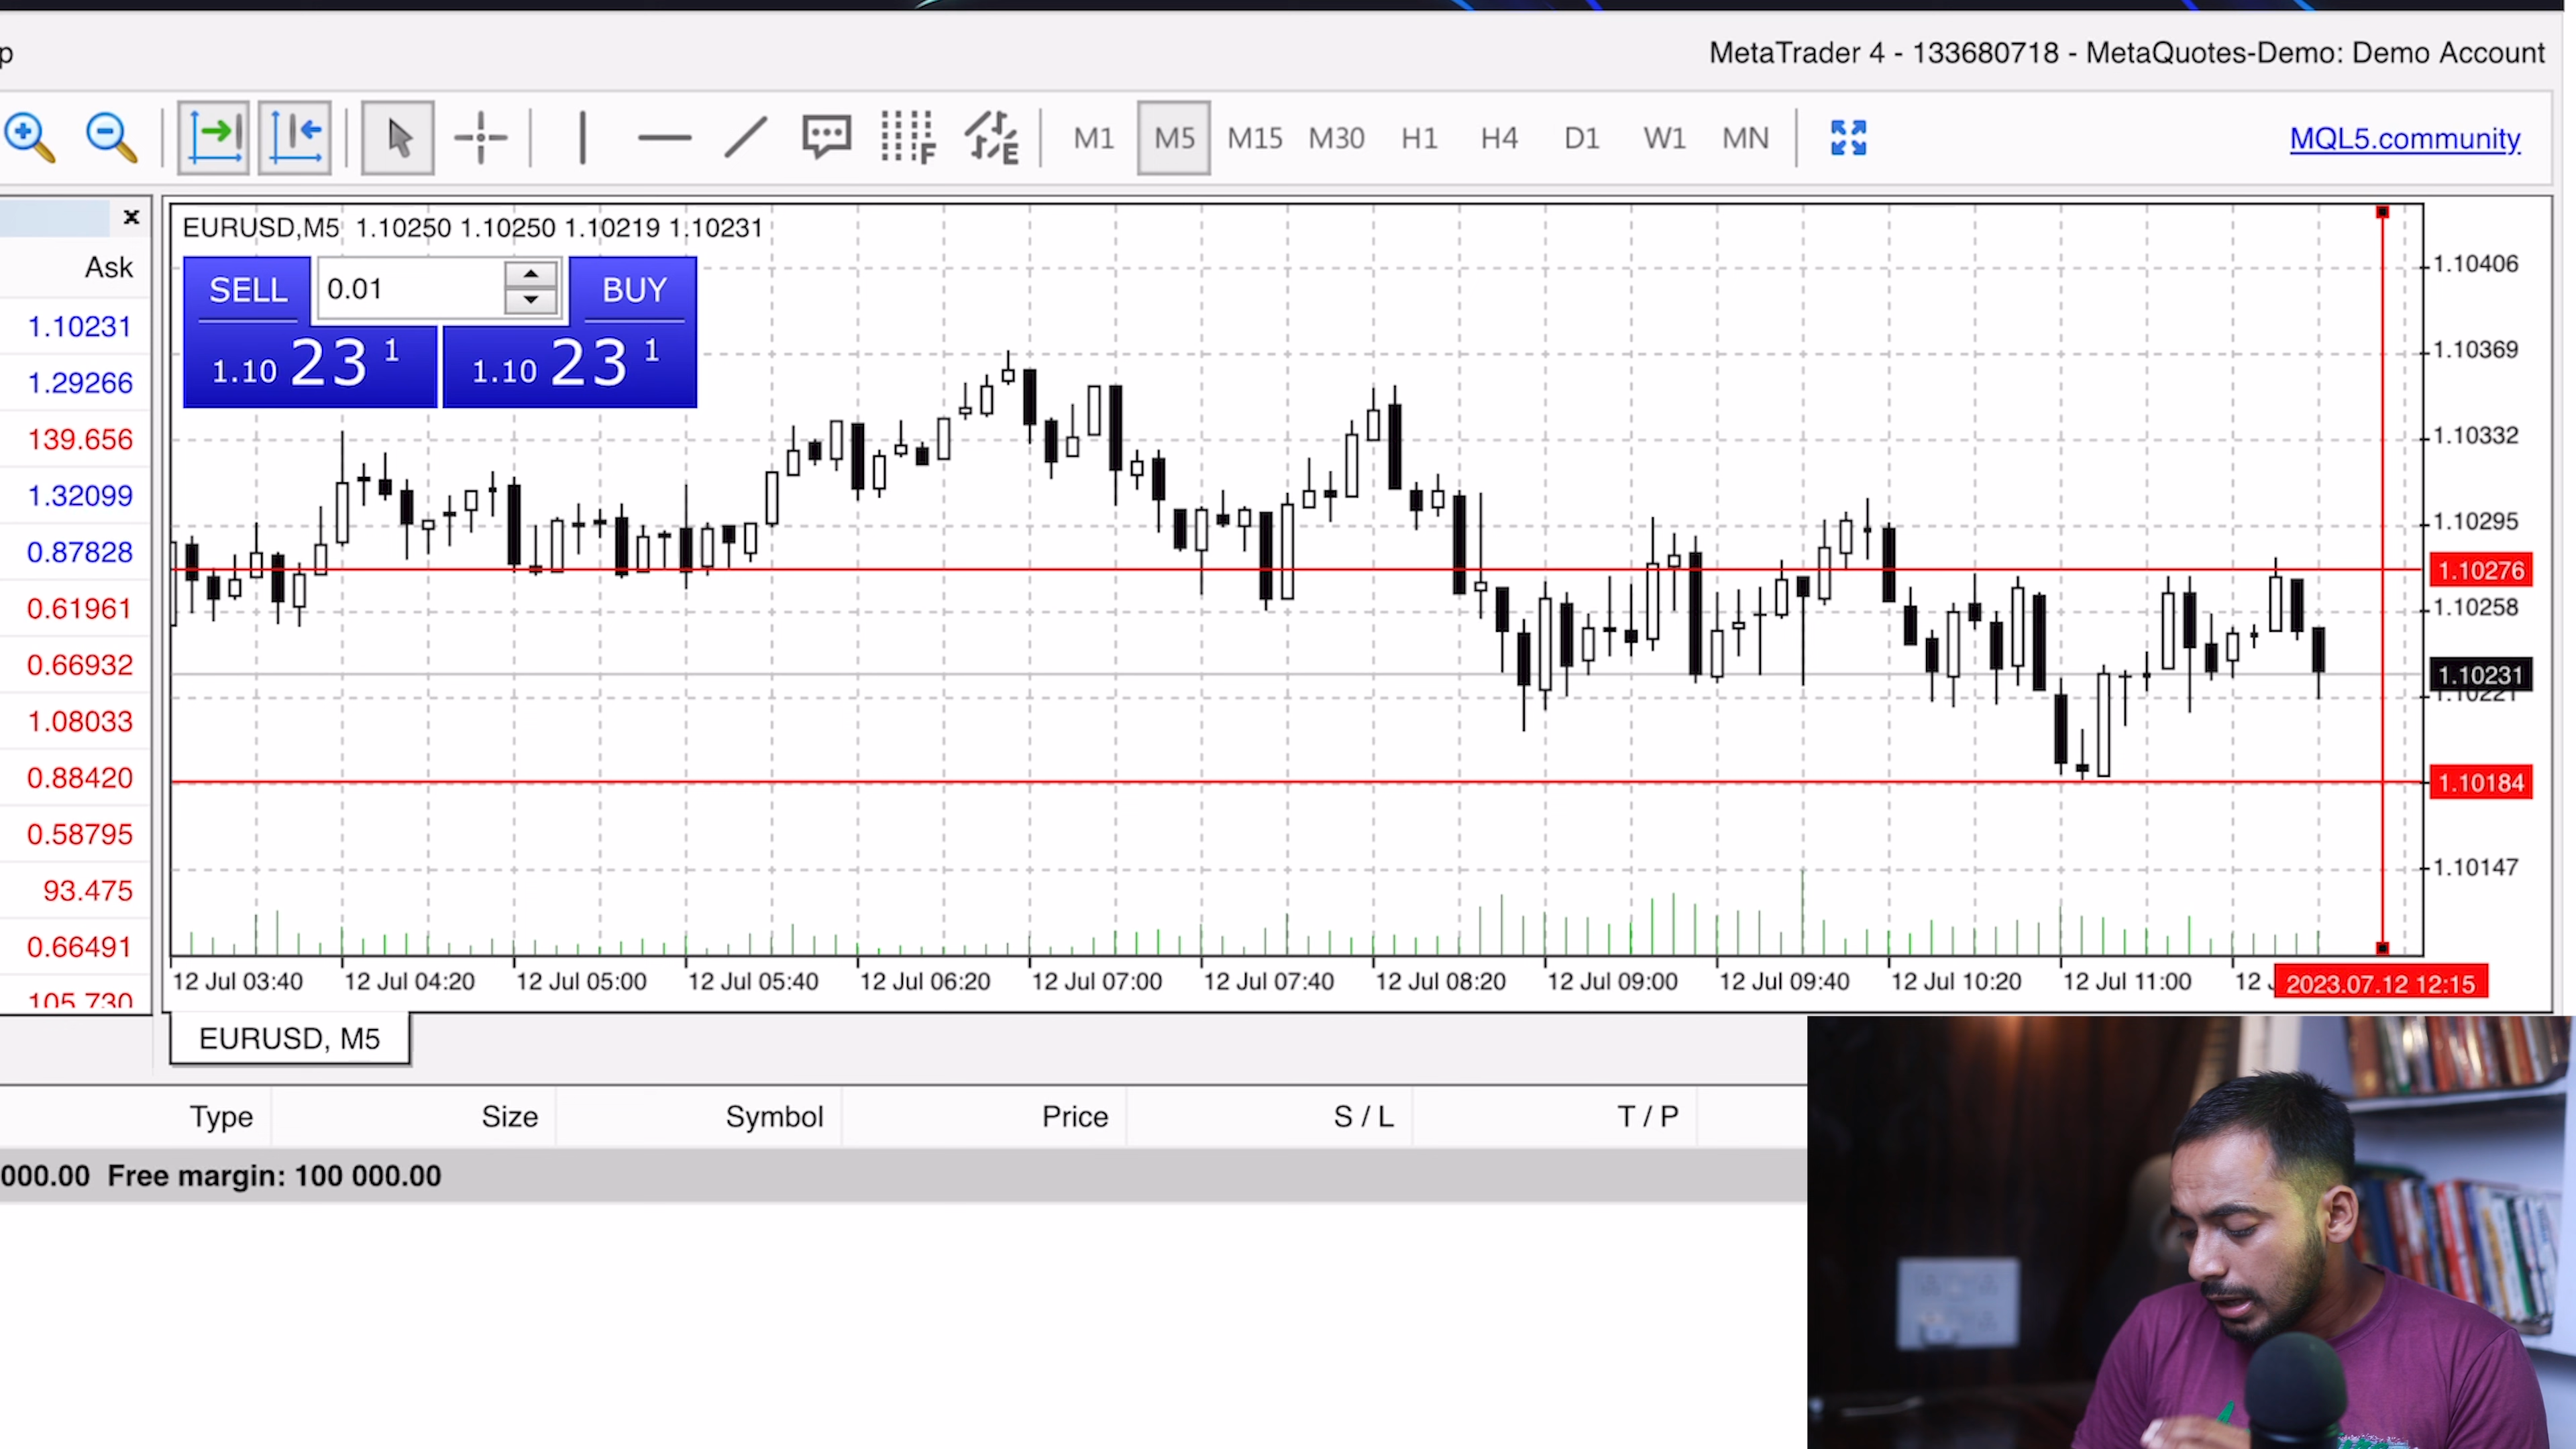 p
MetaTrader 4 - 133680718 - MetaQuotes-Demo: Demo Account
F
E
M1 M5 M15 M30 H1 H4 D1 W1 MN
MQL5.community
Ask
1.10231
1.29266
139.656
1.32099
0.87828
0.61961
0.66932
1.08033
0.88420
0.58795
93.475
0.66491
105.730
EURUSD,M5 1.10250 1.10250 1.10219 1.10231
SELL 0.01 BUY
1.10 23 1 1.10 23 1
1.10406
1.10369
1.10332
1.10295
1.10276
1.10258
1.10231
1.10221
1.10184
1.10147
12 Jul 03:40 12 Jul 04:20 12 Jul 05:00 12 Jul 05:40 12 Jul 06:20 12 Jul 07:00 12 Jul 07:40 12 Jul 08:20 12 Jul 09:00 12 Jul 09:40 12 Jul 10:20 12 Jul 11:00 12 2023.07.12 12:15
EURUSD, M5
Type Size Symbol Price S / L T / P
000.00 Free margin: 100 000.00